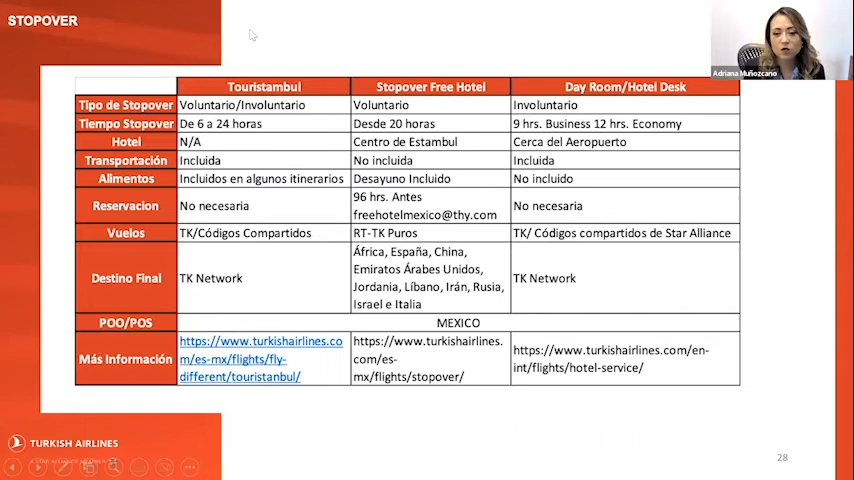 STOPOVER
Adriana Muñozcano
Touristambul
Stopover Free Hotel
Day Room/Hotel Desk
Tipo de Stopover
Voluntario/Involuntario
Voluntario
Involuntario
Tiempo Stopover
De 6 a 24 horas
Desde 20 horas
9 hrs. Business 12 hrs. Economy
Hotel
N/A
Centro de Estambul
Cerca del Aeropuerto
Transportación
Incluida
No incluida
Incluida
Alimentos
Incluidos en algunos itinerarios
Desayuno Incluido
No incluido
Reservacion
No necesaria
96 hrs. Antes
freehotelmexico@thy.com
No necesaria
Vuelos
TK/Códigos Compartidos
RT-TK Puros
TK/ Códigos compartidos de Star Alliance
Destino Final
TK Network
África, España, China,
Emiratos Árabes Unidos,
Jordania, Líbano, Irán, Rusia,
Israel e Italia
TK Network
POO/POS
MEXICO
Más Información
https://www.turkishairlines.co
m/es-mx/flights/fly-
different/touristanbul/
https://www.turkishairlines.
com/es-
mx/flights/stopover/
https://www.turkishairlines.com/en-
int/flights/hotel-service/
TURKISH AIRLINES
28